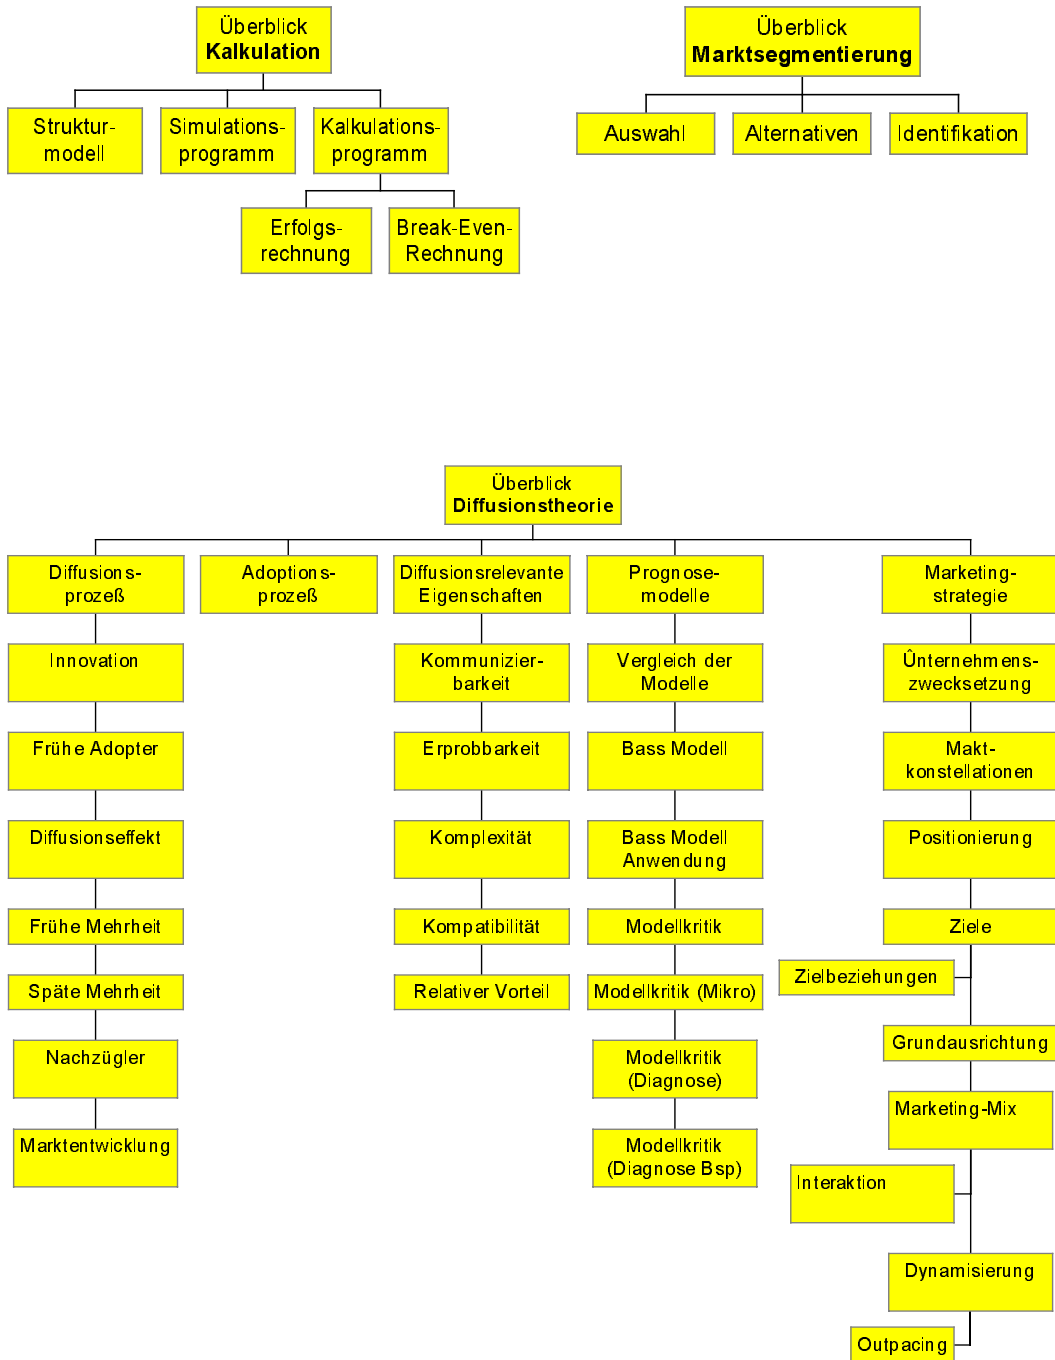 Überblick
Kalkulation
Struktur-
modell
Simulations-
programm
Kalkulations-
programm
Erfolgs-
rechnung
Break-Even-
Rechnung
Überblick
Marktsegmentierung
Auswahl
Alternativen
Identifikation
Überblick
Diffusionstheorie
Diffusions-
prozeß
Innovation
Frühe Adopter
Diffusionseffekt
Frühe Mehrheit
Späte Mehrheit
Nachzügler
Marktentwicklung
Adoptions-
prozeß
Diffusionsrelevante
Eigenschaften
Kommunizier-
barkeit
Erprobbarkeit
Komplexität
Kompatibilität
Relativer Vorteil
Prognose-
modelle
Vergleich der
Modelle
Bass Modell
Bass Modell
Anwendung
Modellkritik
Modellkritik (Mikro)
Modellkritik
(Diagnose)
Modellkritik
(Diagnose Bsp)
Marketing-
strategie
Ûnternehmens-
zwecksetzung
Makt-
konstellationen
Positionierung
Ziele
Zielbeziehungen
Grundausrichtung
Marketing-Mix
Interaktion
Dynamisierung
Outpacing